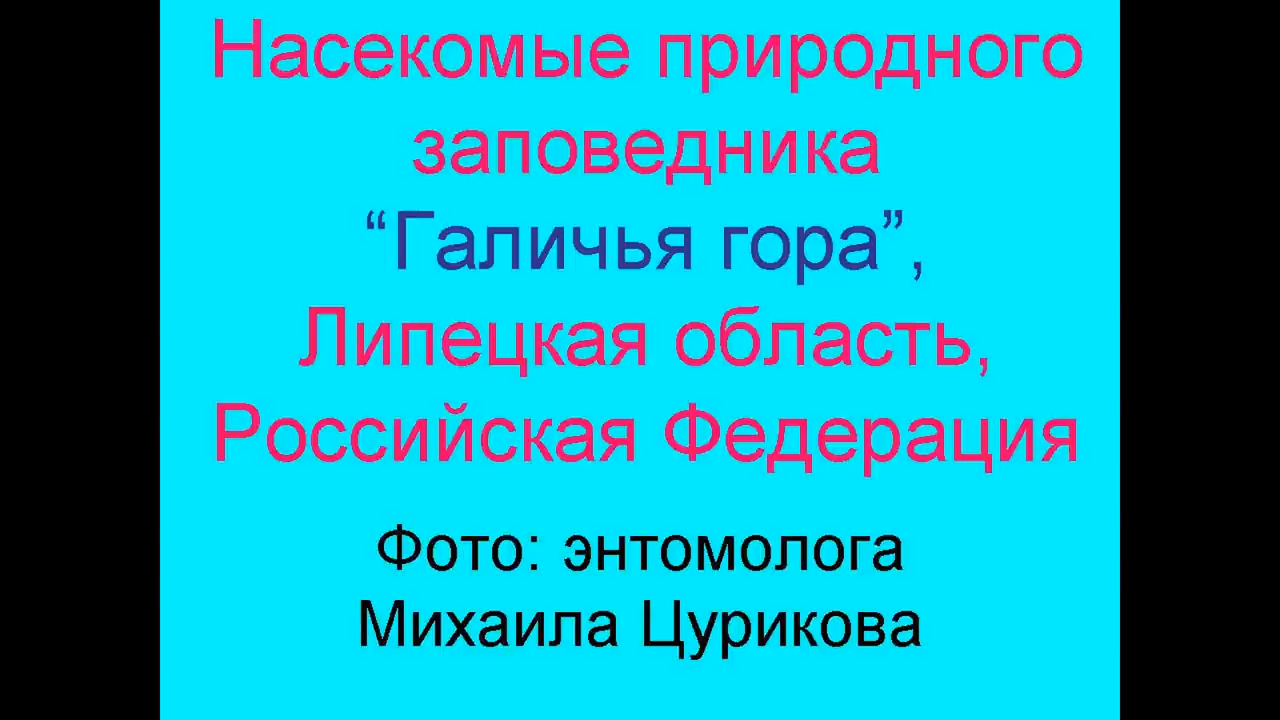 Насекомые природного
заповедника
“Галичья гора”,
Липецкая область,
Российская Федерация
Фото: энтомолога
Михаила Цурикова